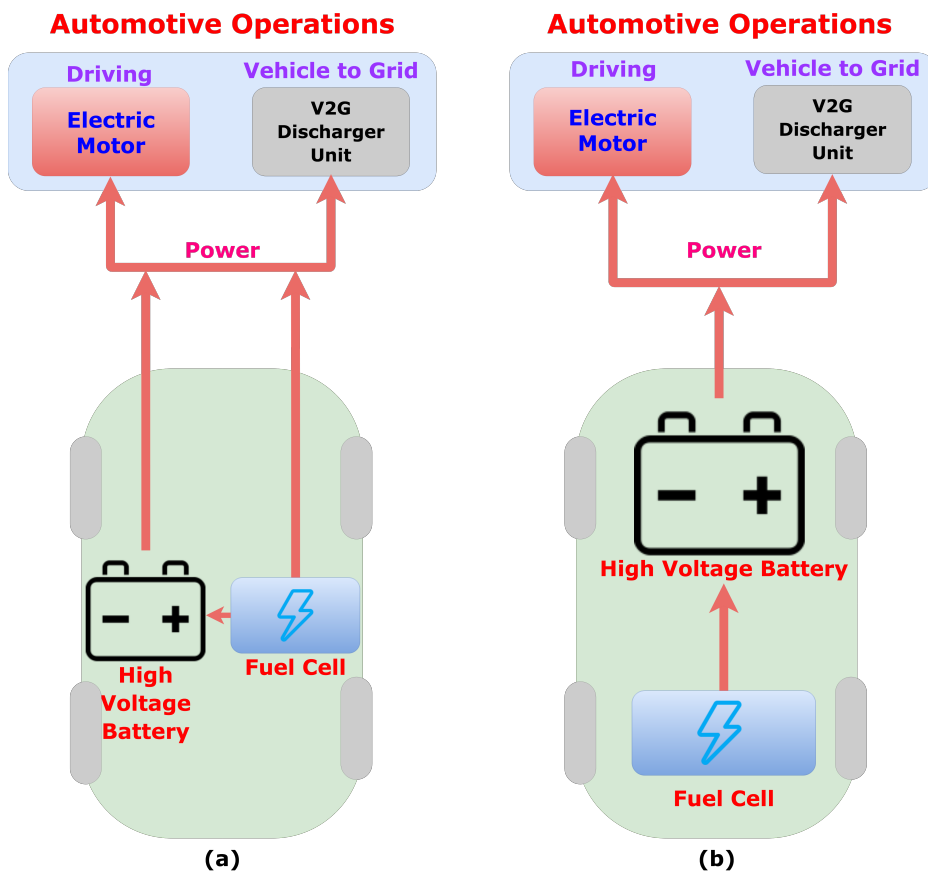 Automotive Operations
Driving
Vehicle to Grid
Electric
Motor
V2G
Discharger
Unit
Power
High
Voltage
Battery
Fuel Cell
(a)
Automotive Operations
Driving
Vehicle to Grid
Electric
Motor
V2G
Discharger
Unit
Power
High Voltage Battery
Fuel Cell
(b)